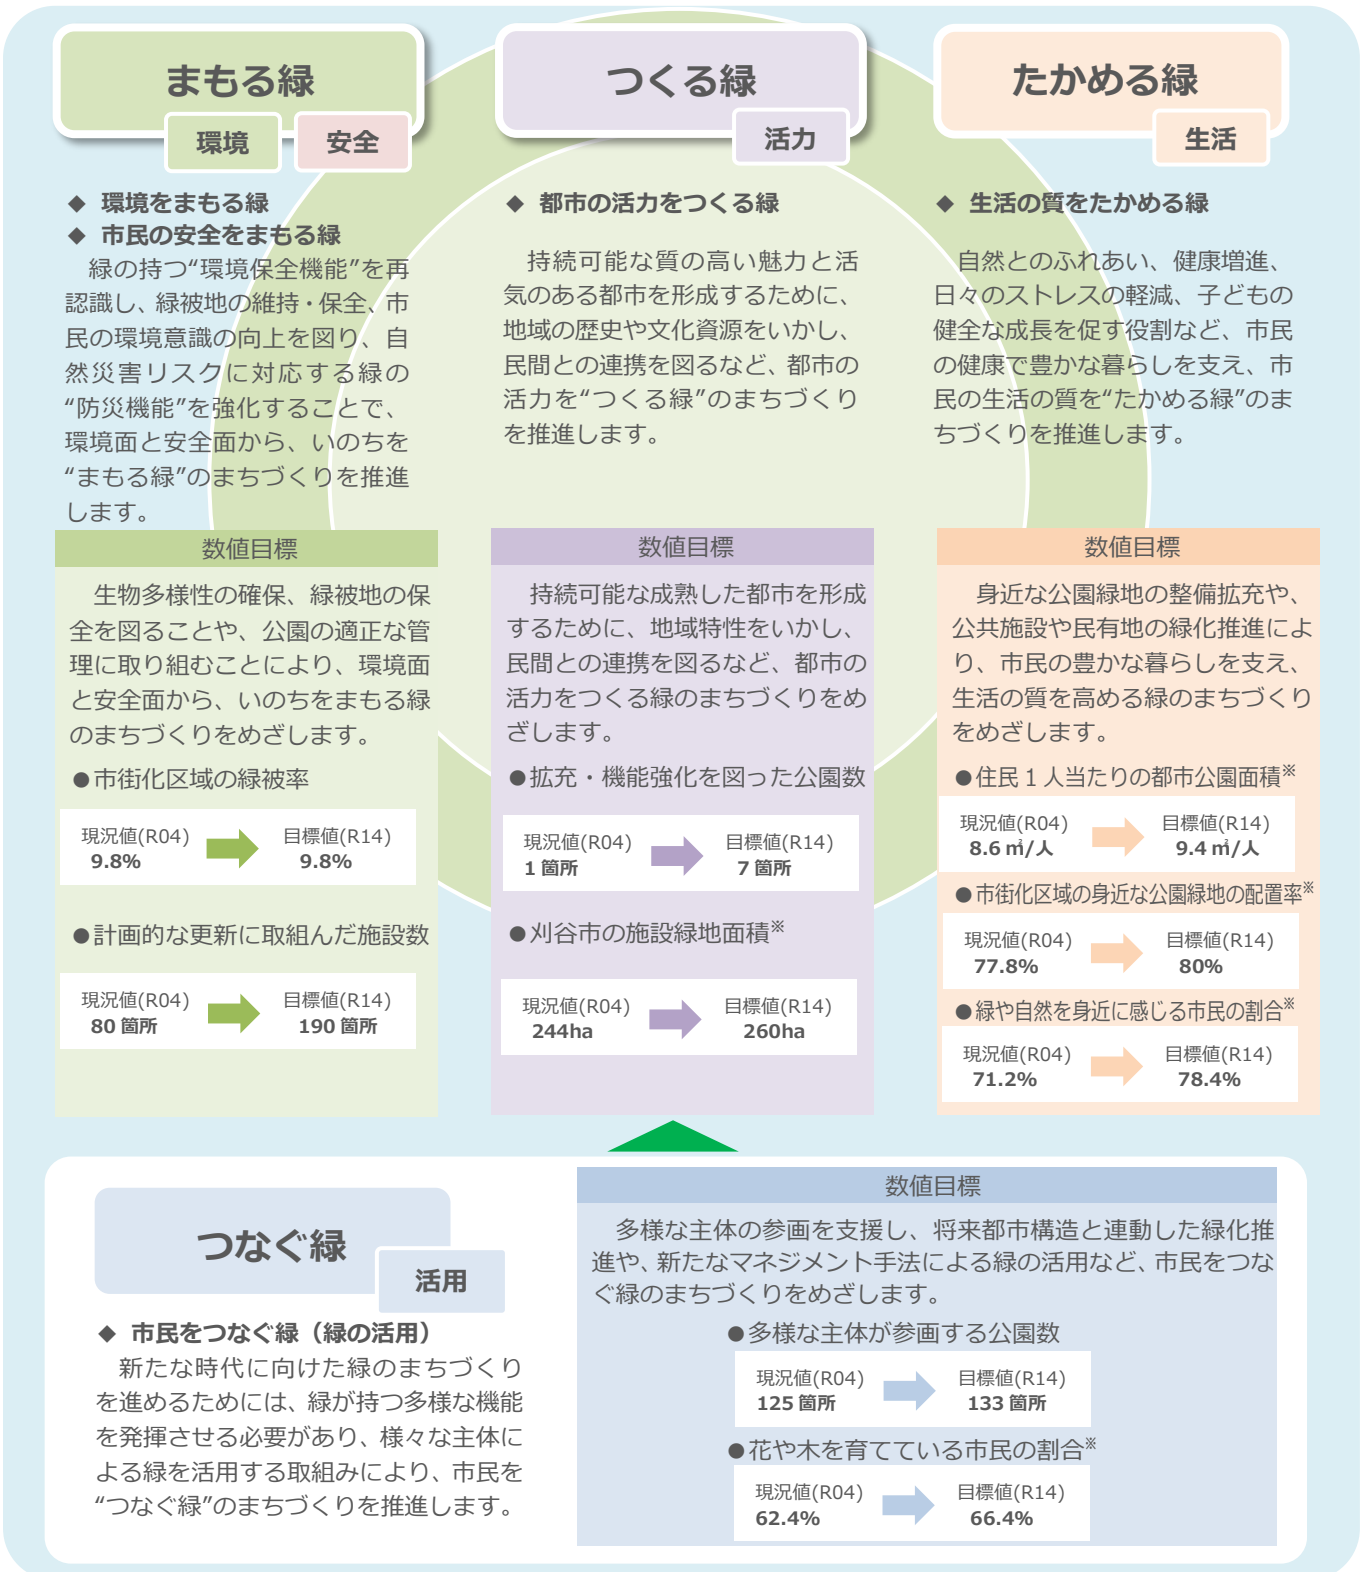 まもる緑
環境
安全
◆ 環境をまもる緑
◆ 市民の安全をまもる緑
緑の持つ“環境保全機能”を再
認識し、緑被地の維持・保全、市
民の環境意識の向上を図り、自
然災害リスクに対応する緑の
“防災機能”を強化することで、
環境面と安全面から、いのちを
“まもる緑”のまちづくりを推進
します。
数値目標
生物多様性の確保、緑被地の保
全を図ることや、公園の適正な管
理に取り組むことにより、環境面
と安全面から、いのちをまもる緑
のまちづくりをめざします。
●市街化区域の緑被率
現況値(R04) 目標値(R14)
9.8% 9.8%
●計画的な更新に取組んだ施設数
現況値(R04) 目標値(R14)
80 箇所 190 箇所
つくる緑
活力
◆ 都市の活力をつくる緑
持続可能な質の高い魅力と活
気のある都市を形成するために、
地域の歴史や文化資源をいかし、
民間との連携を図るなど、都市の
活力を“つくる緑”のまちづくり
を推進します。
数値目標
持続可能な成熟した都市を形成
するために、地域特性をいかし、
民間との連携を図るなど、都市の
活力をつくる緑のまちづくりをめ
ざします。
●拡充・機能強化を図った公園数
現況値(R04) 目標値(R14)
1 箇所 7 箇所
●刈谷市の施設緑地面積※
現況値(R04) 目標値(R14)
244ha 260ha
たかめる緑
生活
◆ 生活の質をたかめる緑
自然とのふれあい、健康増進、
日々のストレスの軽減、子どもの
健全な成長を促す役割など、市民
の健康で豊かな暮らしを支え、市
民の生活の質を“たかめる緑”のま
ちづくりを推進します。
数値目標
身近な公園緑地の整備拡充や、
公共施設や民有地の緑化推進によ
り、市民の豊かな暮らしを支え、
生活の質を高める緑のまちづくり
をめざします。
●住民 1 人当たりの都市公園面積※
現況値(R04) 目標値(R14)
8.6 ㎡/人 9.4 ㎡/人
●市街化区域の身近な公園緑地の配置率※
現況値(R04) 目標値(R14)
77.8% 80%
●緑や自然を身近に感じる市民の割合※
現況値(R04) 目標値(R14)
71.2% 78.4%
つなぐ緑
活用
◆ 市民をつなぐ緑（緑の活用）
新たな時代に向けた緑のまちづくり
を進めるためには、緑が持つ多様な機能
を発揮させる必要があり、様々な主体に
よる緑を活用する取組みにより、市民を
“つなぐ緑”のまちづくりを推進します。
数値目標
多様な主体の参画を支援し、将来都市構造と連動した緑化推
進や、新たなマネジメント手法による緑の活用など、市民をつな
ぐ緑のまちづくりをめざします。
●多様な主体が参画する公園数
現況値(R04) 目標値(R14)
125 箇所 133 箇所
●花や木を育てている市民の割合※
現況値(R04) 目標値(R14)
62.4% 66.4%